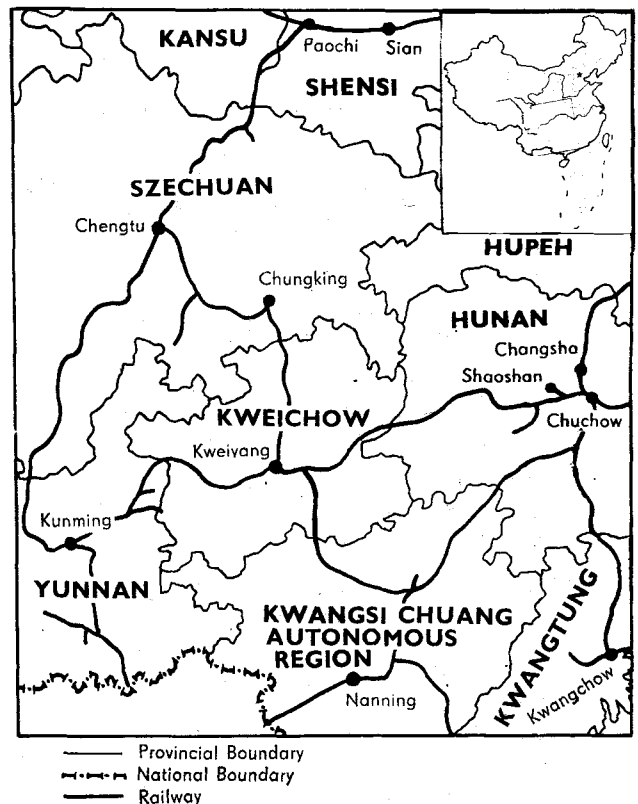 KANSU
Paochi
Sian
SHENSI
SZECHUAN
Chengtu
HUPEH
Chungking
HUNAN
Changsha
Shaoshan
KWEICHOW
Chuchow
Kweiyang
Kunming
YUNNAN
KWANGSI CHUANG
AUTONOMOUS
REGION
KWANGTUNG
Nanning
Kwangchow
Provincial Boundary
National Boundary
Railway